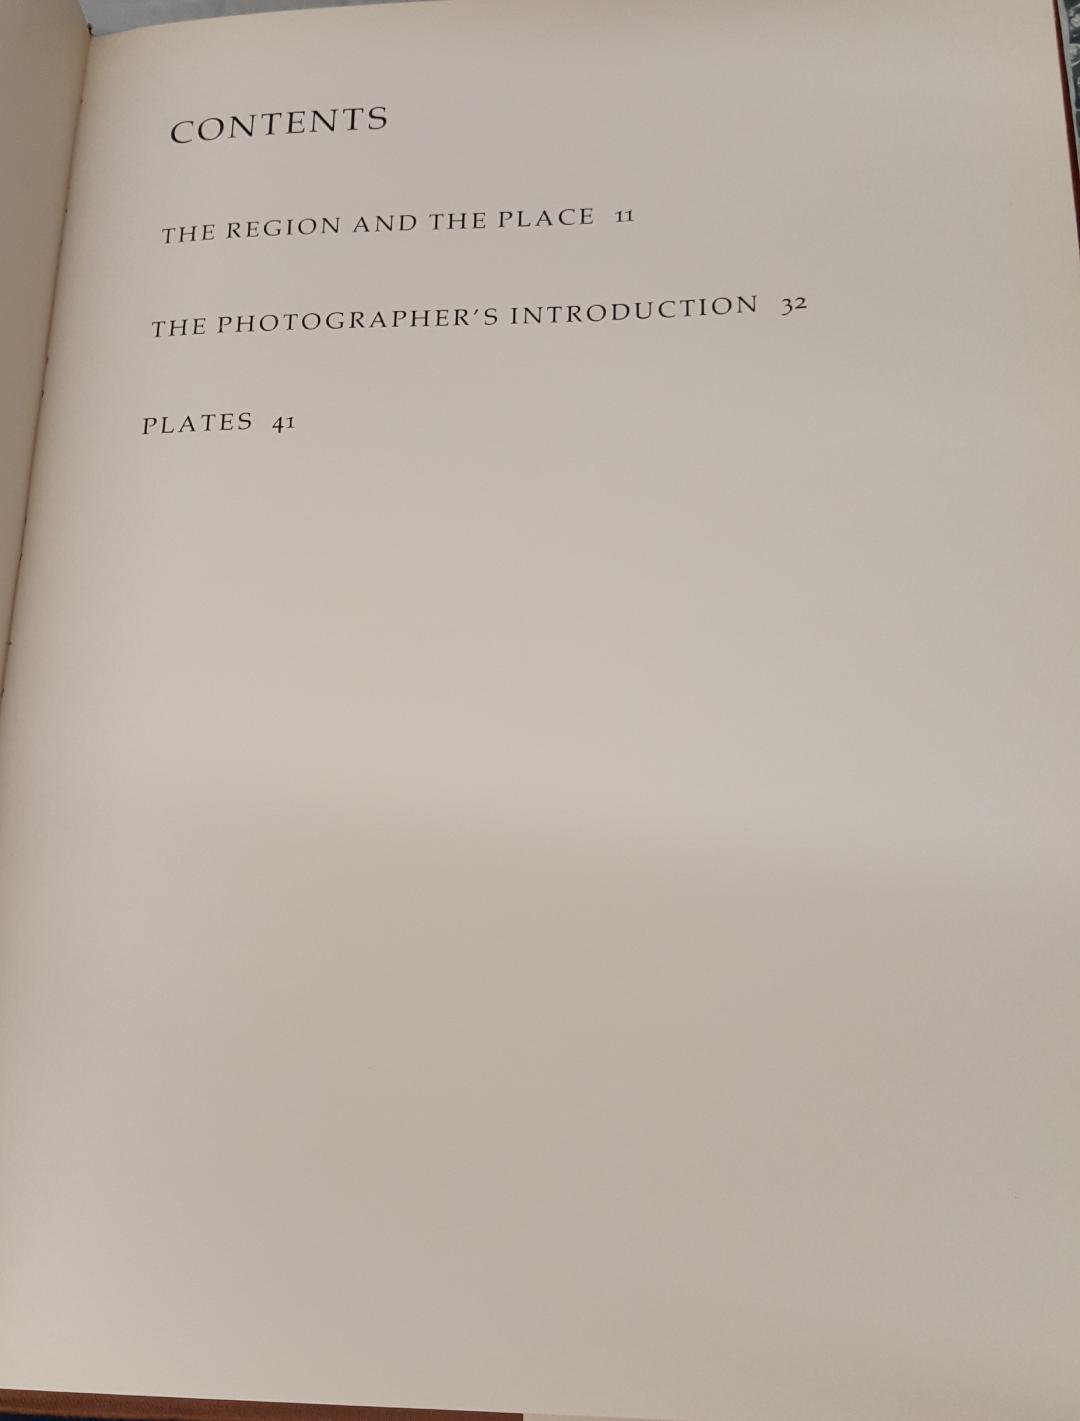 CONTENTS
THE REGION AND THE PLACE 11
THE PHOTOGRAPHER'S INTRODUCTION 32
PLATES 41